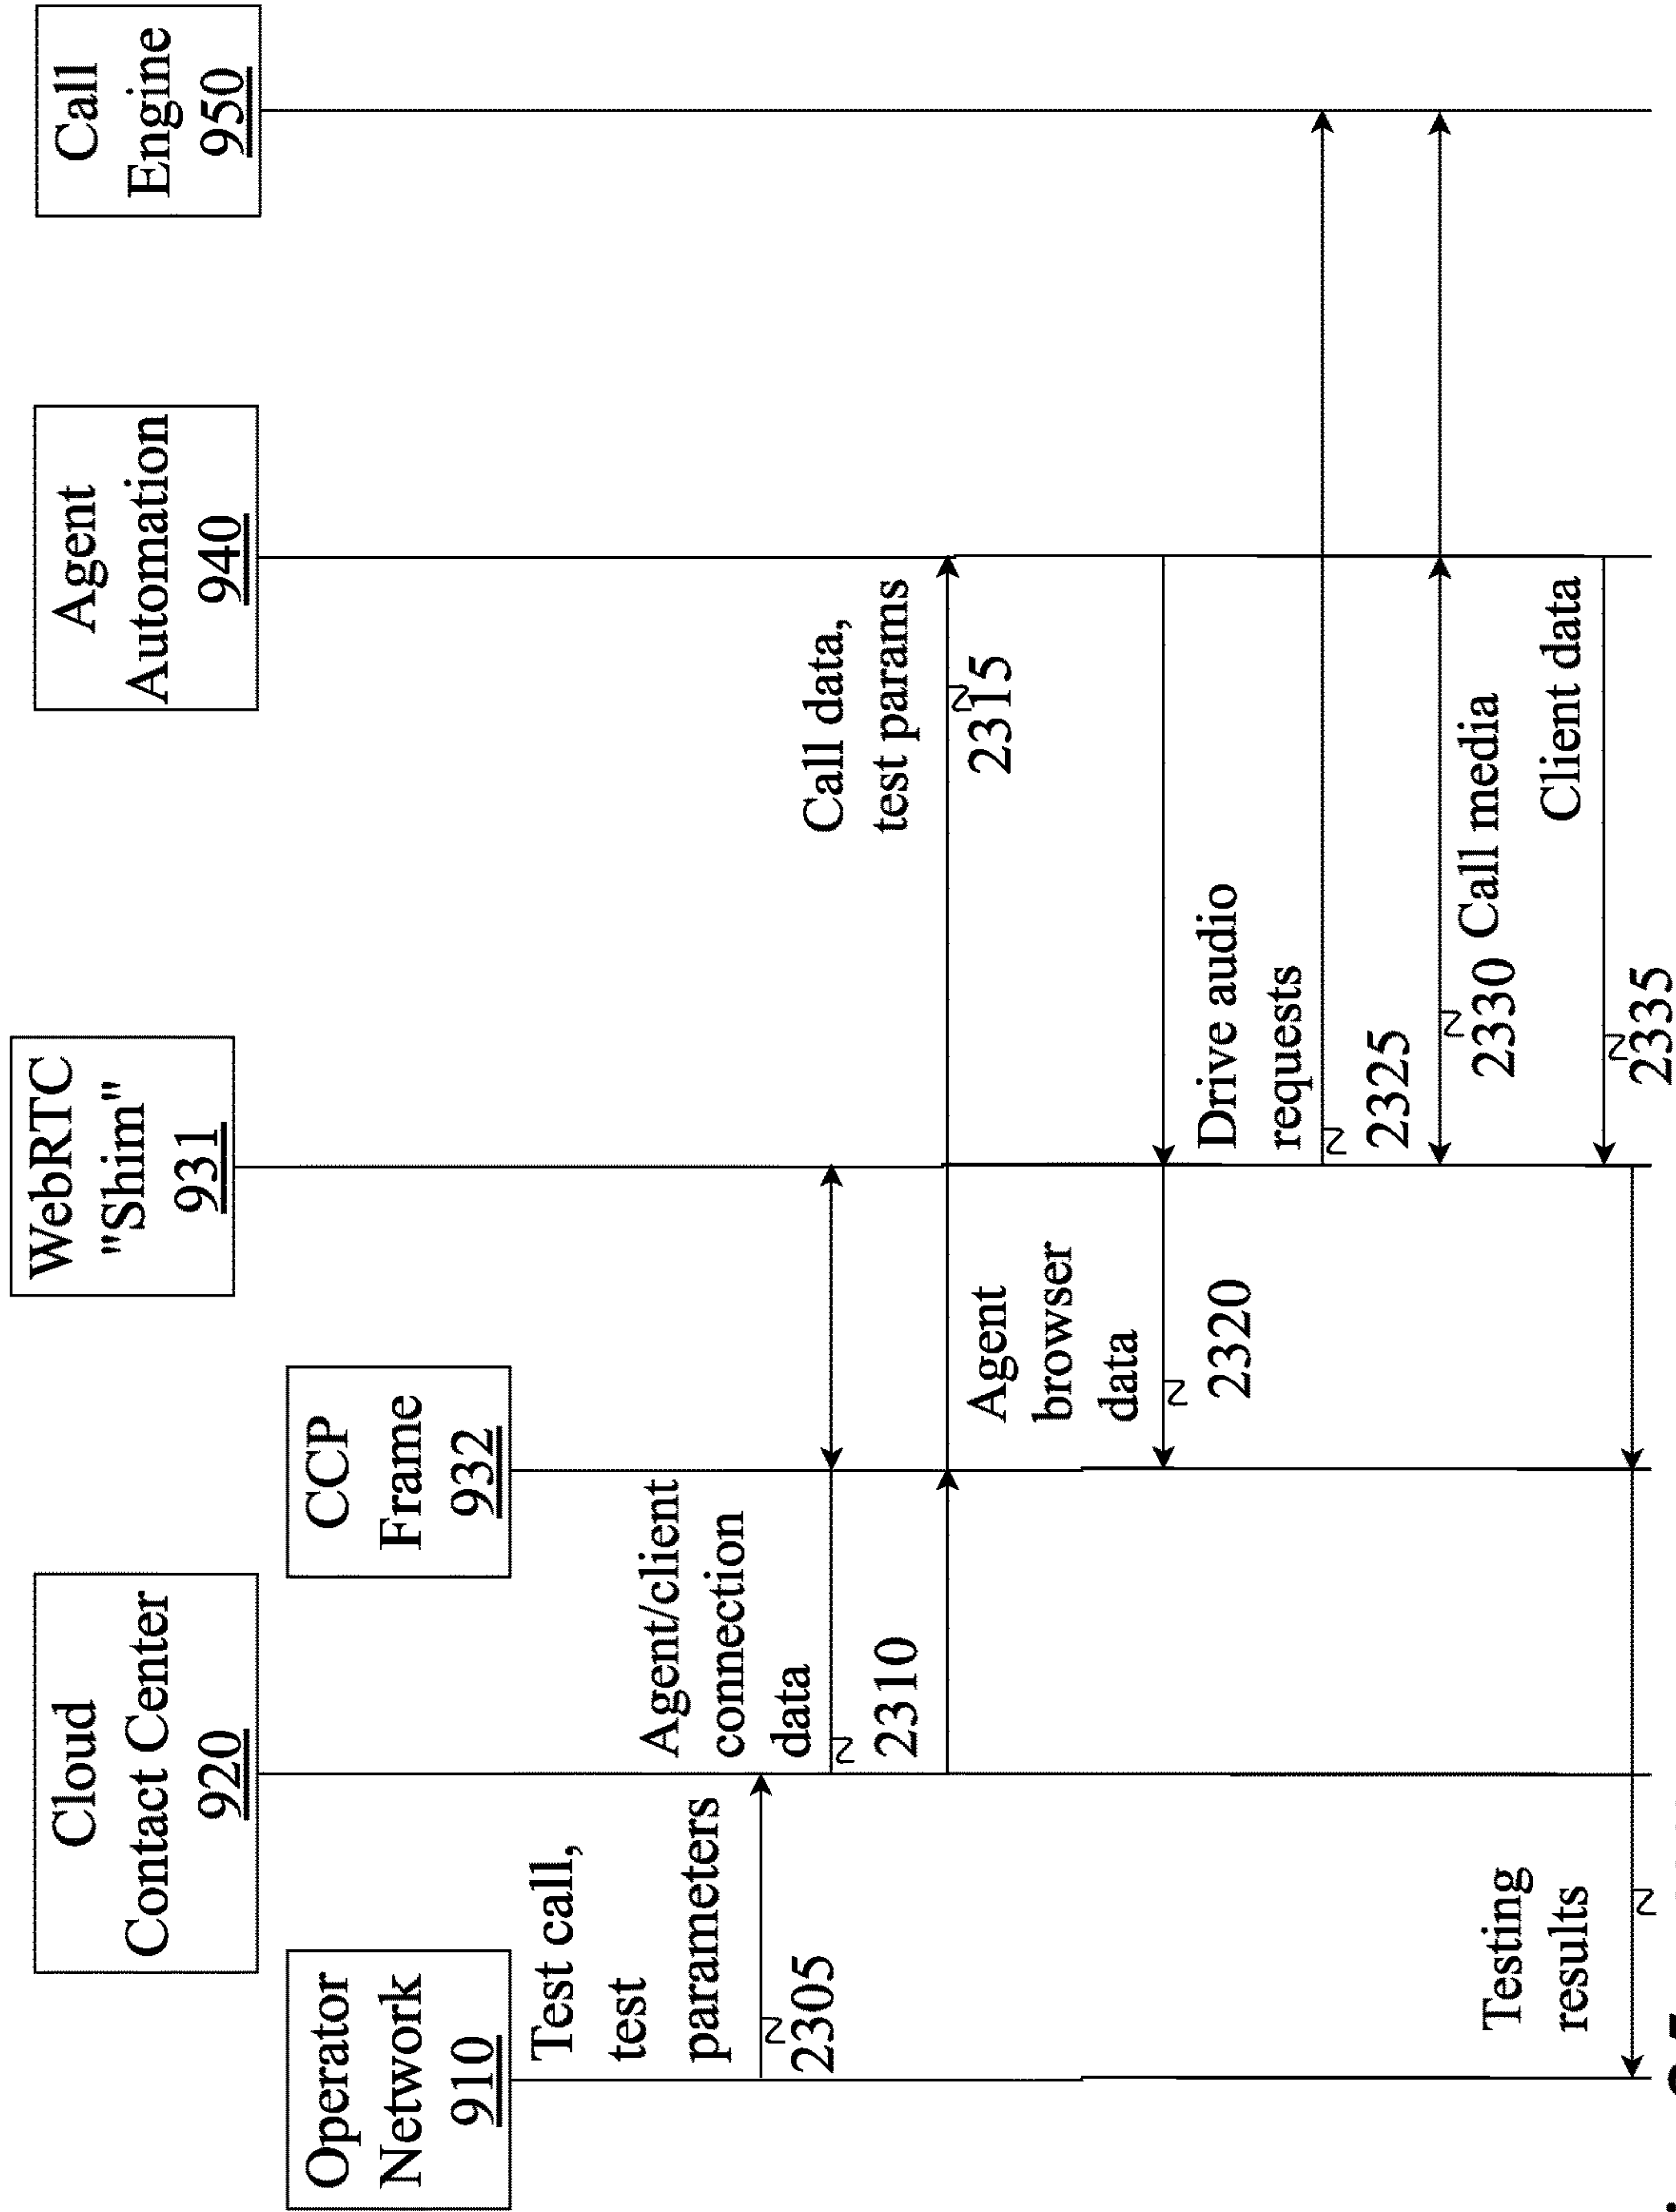 Operator
Network
910
Cloud
Contact Center
920
CCP
Frame
932
WebRTC
"Shim"
931
Agent
Automation
940
Call
Engine
950
Test call,
test
parameters
2305
Agent/client
connection
data
2310
Call data,
test params
2315
Agent
browser
data
2320
Drive audio
requests
2325
2330 Call media
Client data
2335
Testing
results